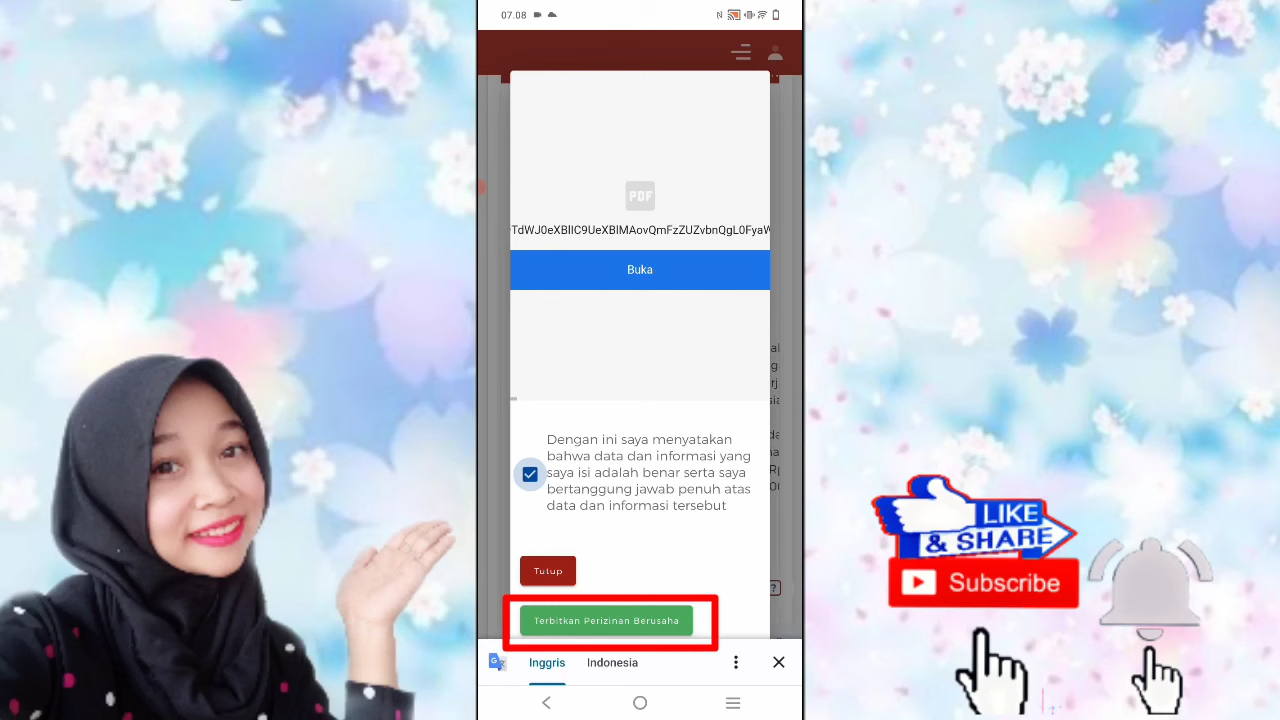 07.08
PDF
TdWJ0eXBlIC9UeXBlMAovQmFzZUZvbnQgL0Fya
Buka
Dengan ini saya menyatakan
bahwa data dan informasi yang
saya isi adalah benar serta saya
bertanggung jawab penuh atas
data dan informasi tersebut
Tutup
Terbitkan Perizinan Berusaha
Inggris Indonesia
LIKE
& SHARE
Subscribe